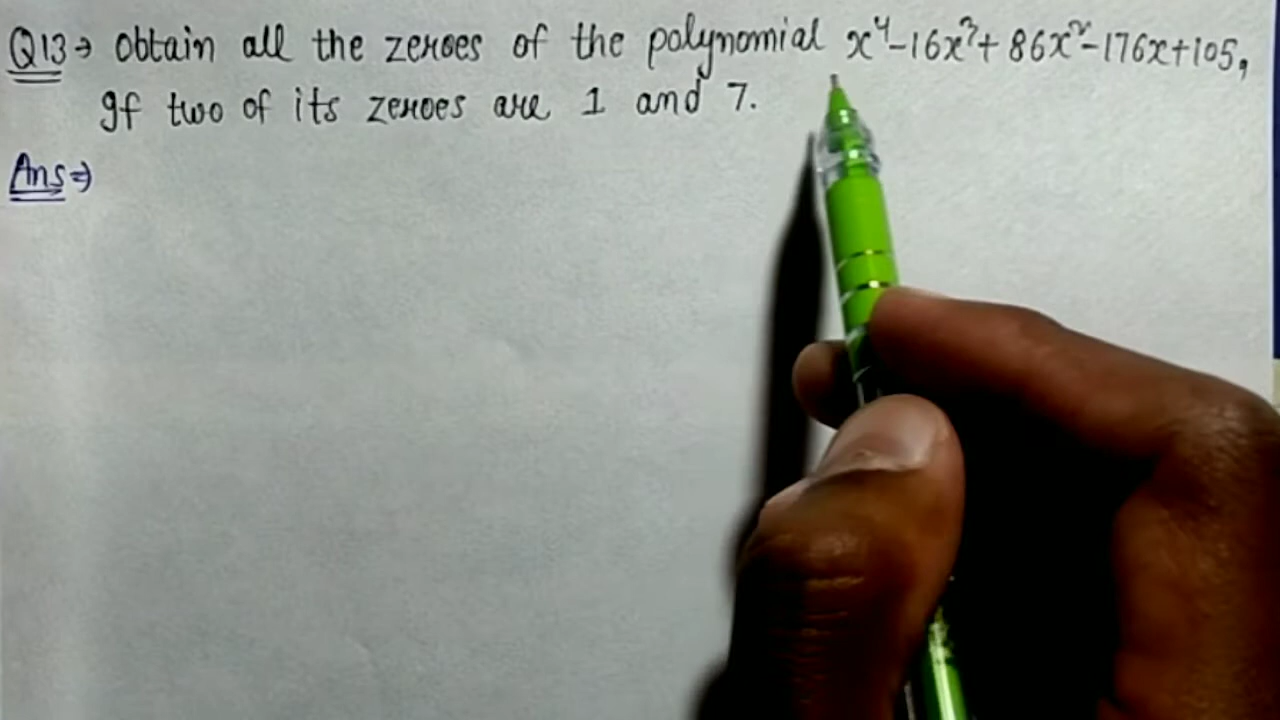 Q13→ obtain all the zeroes of the polynomial x⁴-16x³+86x²-176x+105,
If two of its zeroes are 1 and 7.
Ans⇒